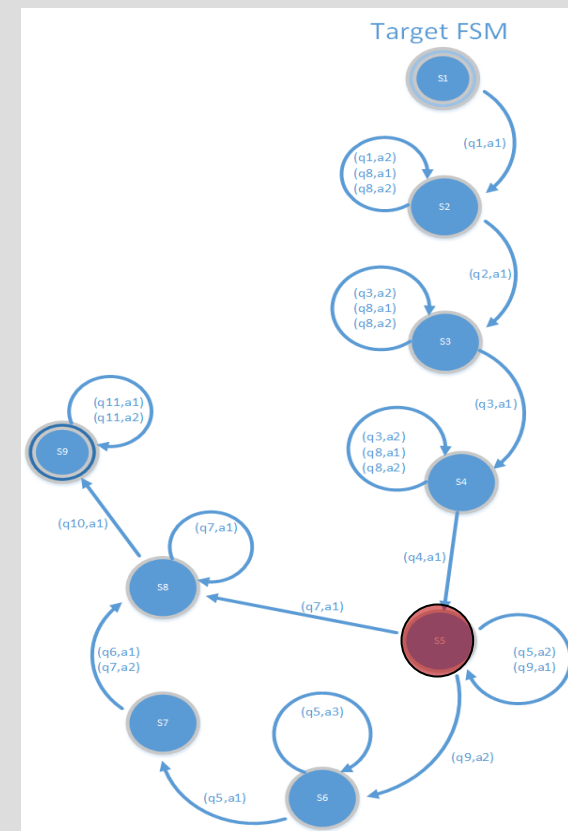 Target FSM
S1
(q1,a1)
(q1,a2)
(q8,a1)
(q8,a2)
S2
(q2,a1)
(q3,a2)
(q8,a1)
(q8,a2)
S3
(q3,a1)
(q11,a1)
(q11,a2)
S9
(q3,a2)
(q8,a1)
(q8,a2)
S4
(q10,a1)
(q7,a1)
(q4,a1)
S8
(q7,a1)
S5
(q5,a2)
(q9,a1)
(q6,a1)
(q7,a2)
S7
(q5,a3)
(q9,a2)
(q5,a1)
S6